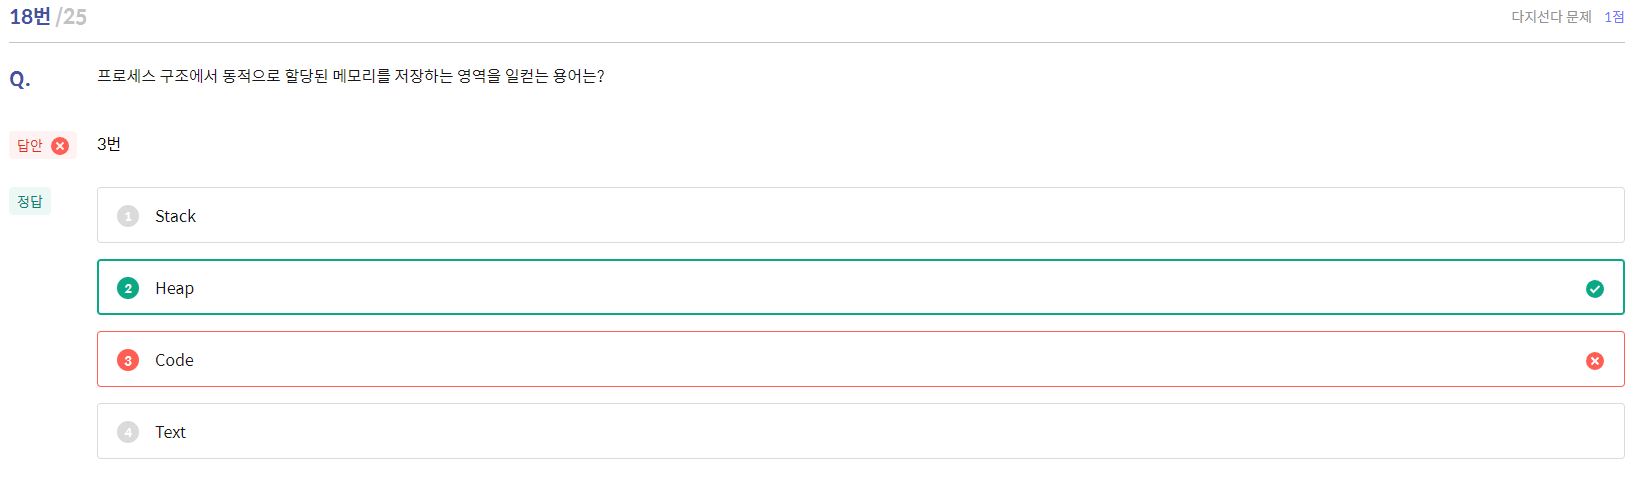 18번 /25
다지선다 문제 1점
Q. 프로세스 구조에서 동적으로 할당된 메모리를 저장하는 영역을 일컫는 용어는?
답안 3번
정답
1 Stack
2 Heap
3 Code
4 Text